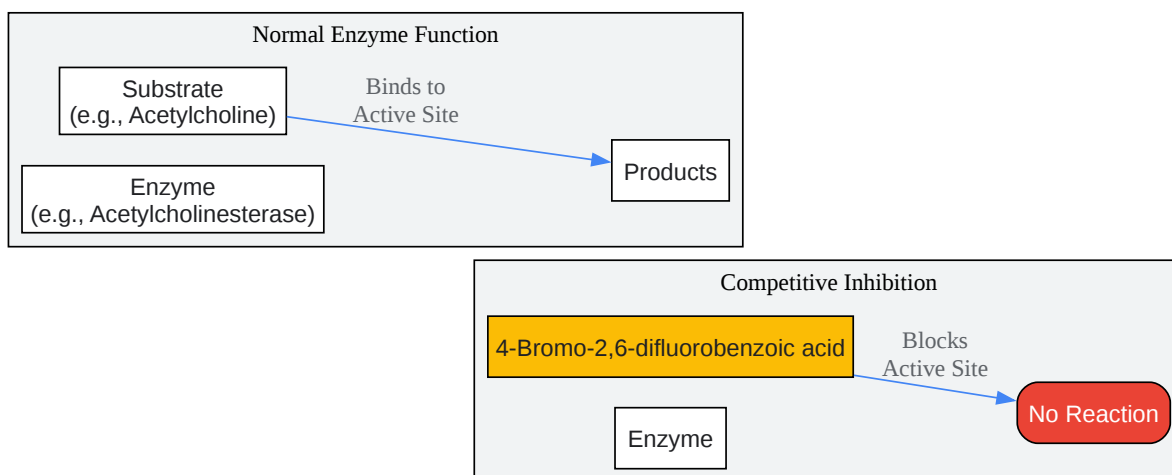 Normal Enzyme Function
Substrate
(e.g., Acetylcholine)
Binds to
Active Site
Products
Enzyme
(e.g., Acetylcholinesterase)
Competitive Inhibition
4-Bromo-2,6-difluorobenzoic acid
Blocks
Active Site
No Reaction
Enzyme